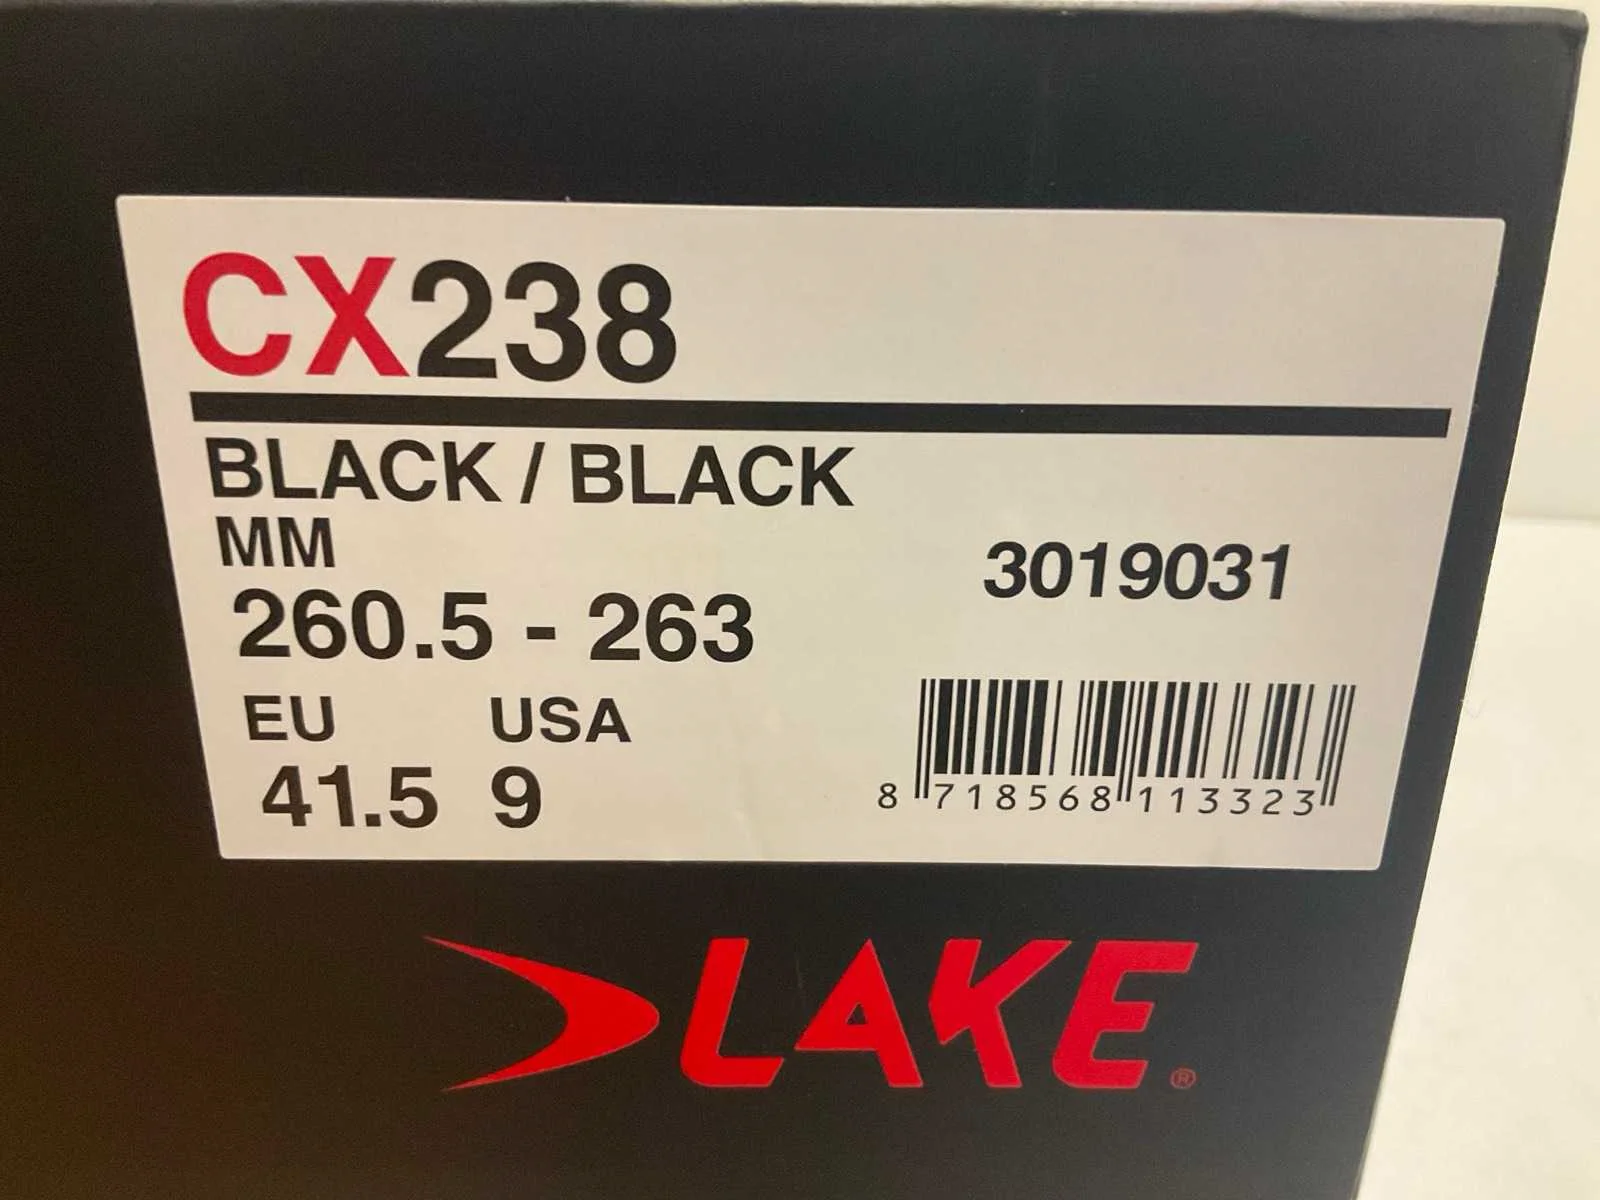 CX238
BLACK / BLACK
MM
260.5 - 263
3019031
EU USA
41.5 9
8 718568 113323
LAKE®